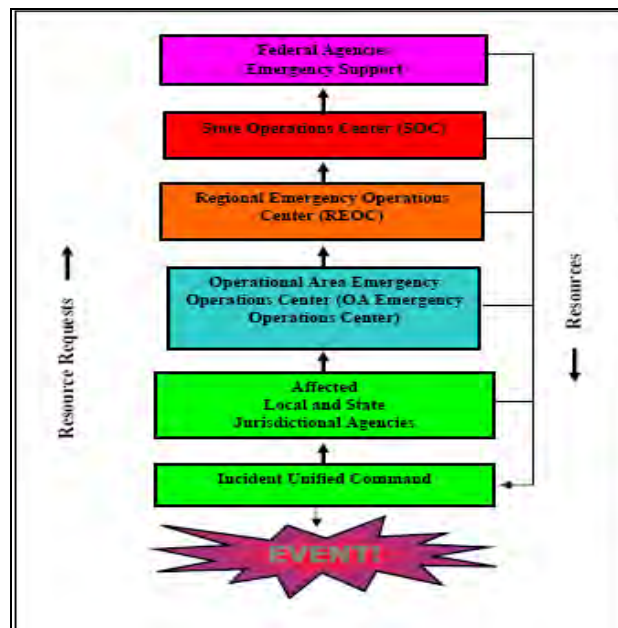 Federal Agencies
Emergency Support
State Operations Center (SOC)
Regional Emergency Operations
Center (REOC)
Operational Area Emergency
Operations Center (OA Emergency
Operations Center)
Affected
Local and State
Jurisdictional Agencies
Incident Unified Command
EVENT!
Resource Requests
Resources